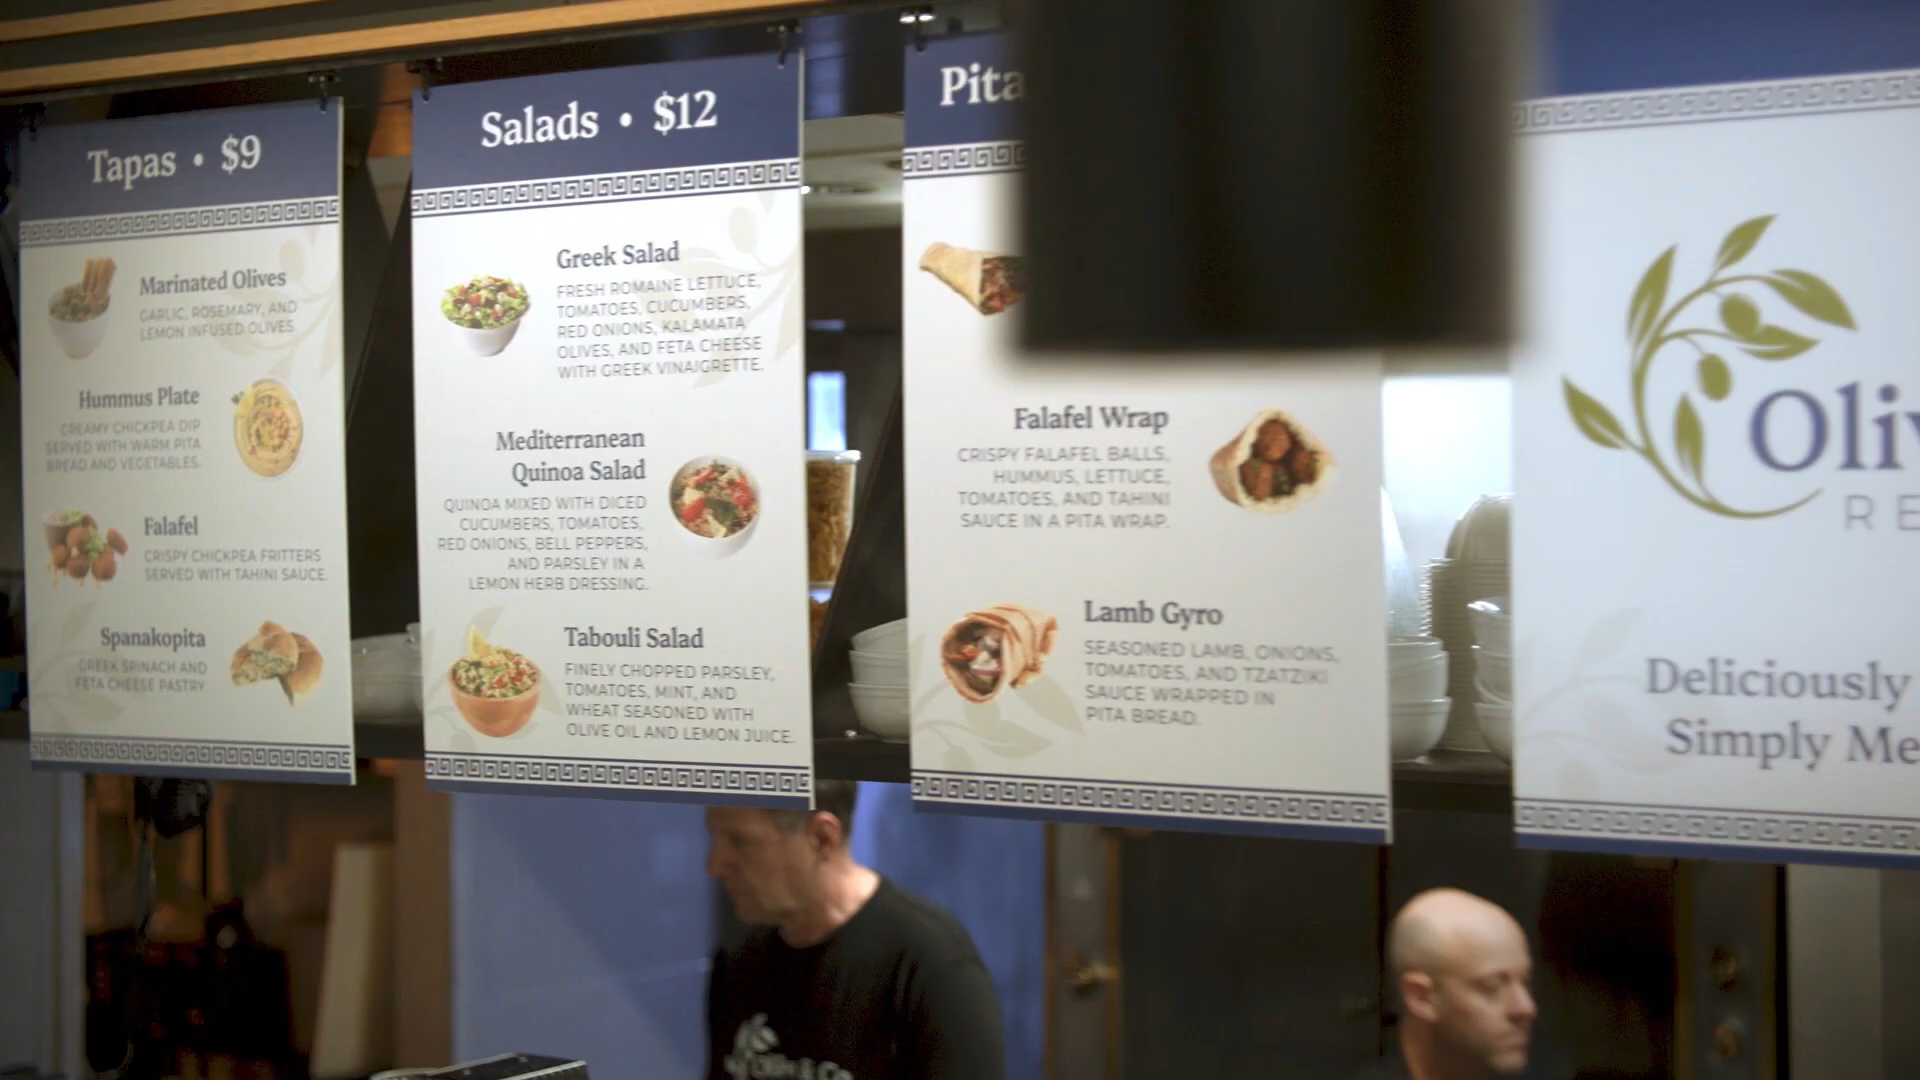 Tapas • $9
Marinated Olives
GARLIC, ROSEMARY, AND
LEMON INFUSED OLIVES.
Hummus Plate
CREAMY CHICKPEA DIP
SERVED WITH WARM PITA
BREAD AND VEGETABLES.
Falafel
CRISPY CHICKPEA FRITTERS
SERVED WITH TAHINI SAUCE.
Spanakopita
GREEK SPINACH AND
FETA CHEESE PASTRY.
Salads • $12
Greek Salad
FRESH ROMAINE LETTUCE,
TOMATOES, CUCUMBERS,
RED ONIONS, KALAMATA
OLIVES, AND FETA CHEESE
WITH GREEK VINAIGRETTE.
Mediterranean
Quinoa Salad
QUINOA MIXED WITH DICED
CUCUMBERS, TOMATOES,
RED ONIONS, BELL PEPPERS,
AND PARSLEY IN A
LEMON HERB DRESSING.
Tabouli Salad
FINELY CHOPPED PARSLEY,
TOMATOES, MINT, AND
WHEAT SEASONED WITH
OLIVE OIL AND LEMON JUICE.
Pita
Falafel Wrap
CRISPY FALAFEL BALLS,
HUMMUS, LETTUCE,
TOMATOES, AND TAHINI
SAUCE IN A PITA WRAP.
Lamb Gyro
SEASONED LAMB, ONIONS,
TOMATOES, AND TZATZIKI
SAUCE WRAPPED IN
PITA BREAD.
Oliv
RE
Deliciously
Simply Me